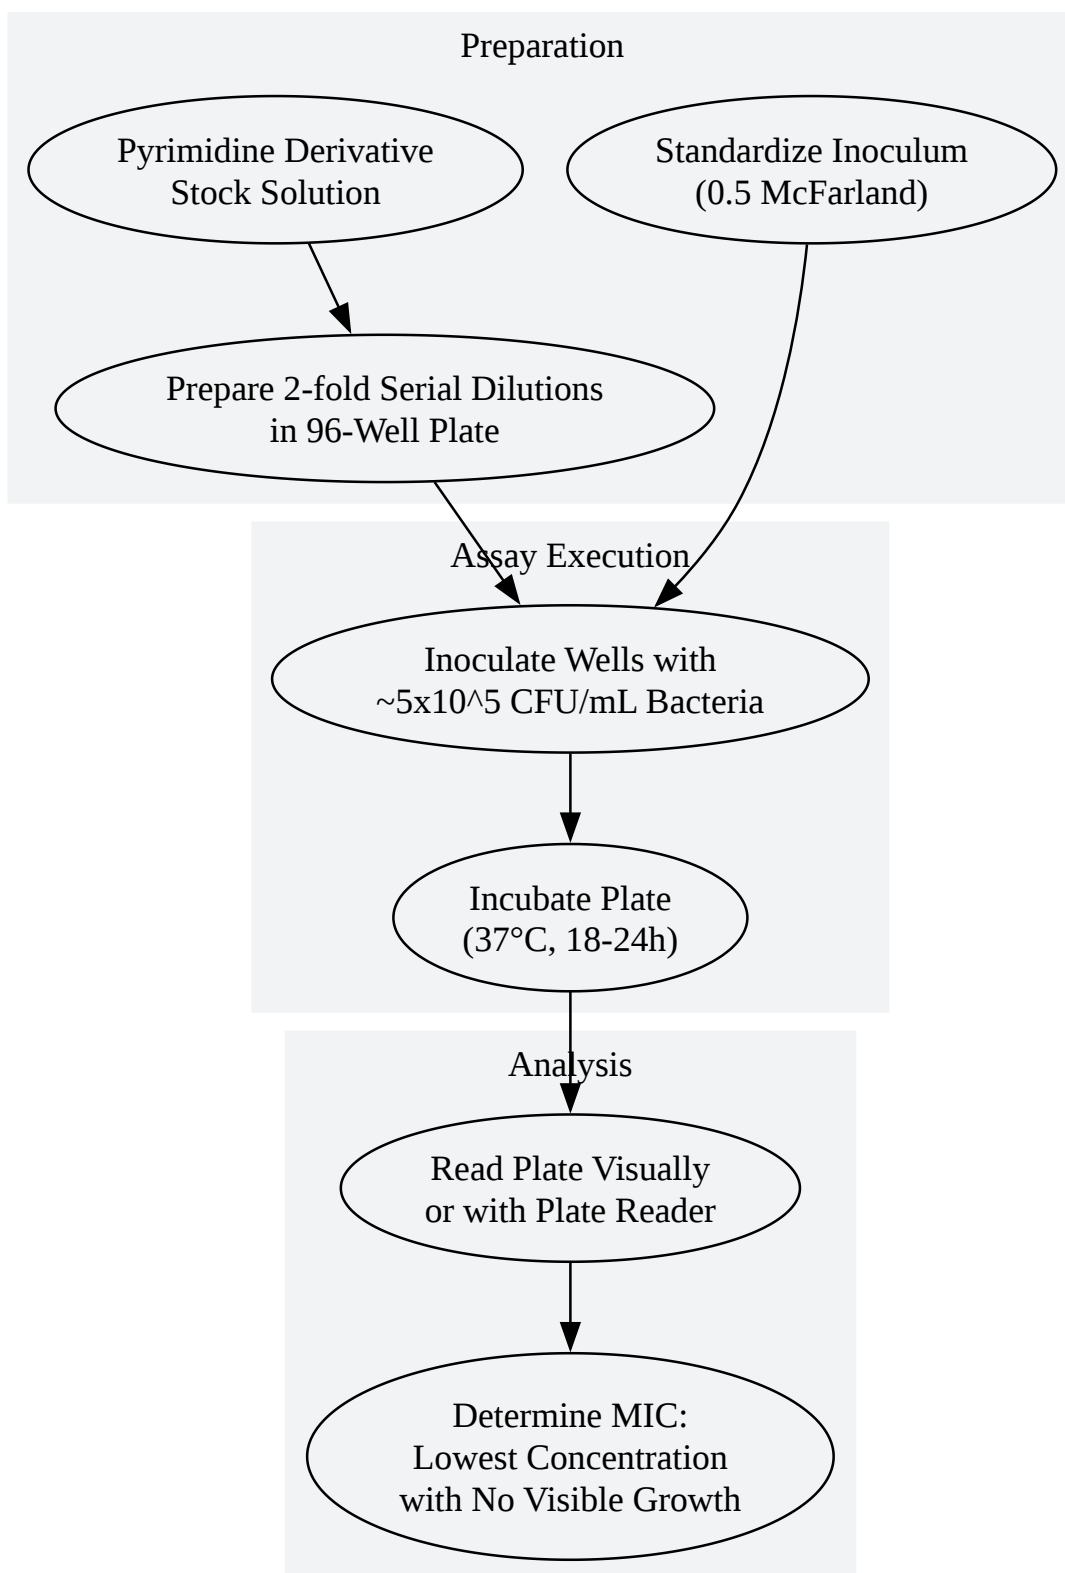 Preparation
Pyrimidine Derivative
Stock Solution
Standardize Inoculum
(0.5 McFarland)
Prepare 2-fold Serial Dilutions
in 96-Well Plate
Assay Execution
Inoculate Wells with
~5x10^5 CFU/mL Bacteria
Incubate Plate
(37°C, 18-24h)
Analysis
Read Plate Visually
or with Plate Reader
Determine MIC:
Lowest Concentration
with No Visible Growth